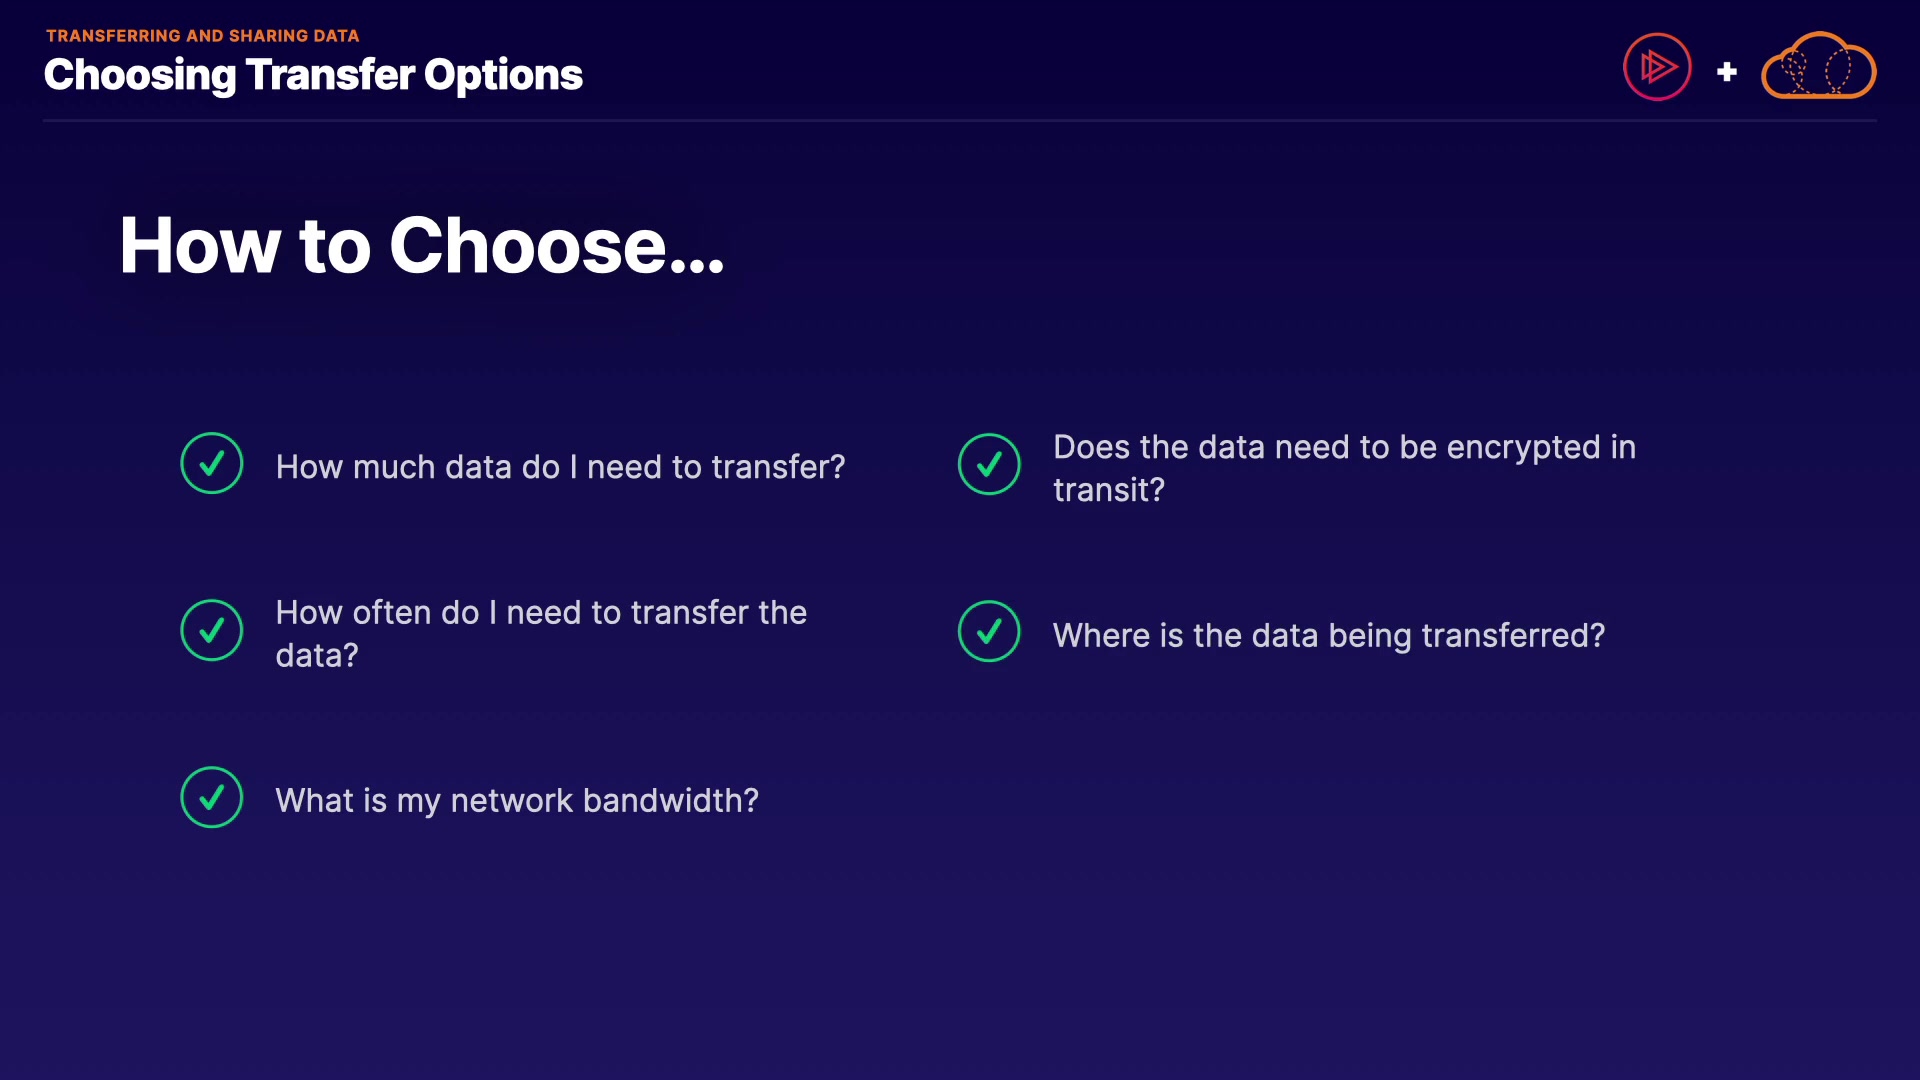 TRANSFERRING AND SHARING DATA
Choosing Transfer Options
How to Choose...
How much data do I need to transfer?
How often do I need to transfer the
data?
What is my network bandwidth?
Does the data need to be encrypted in
transit?
Where is the data being transferred?